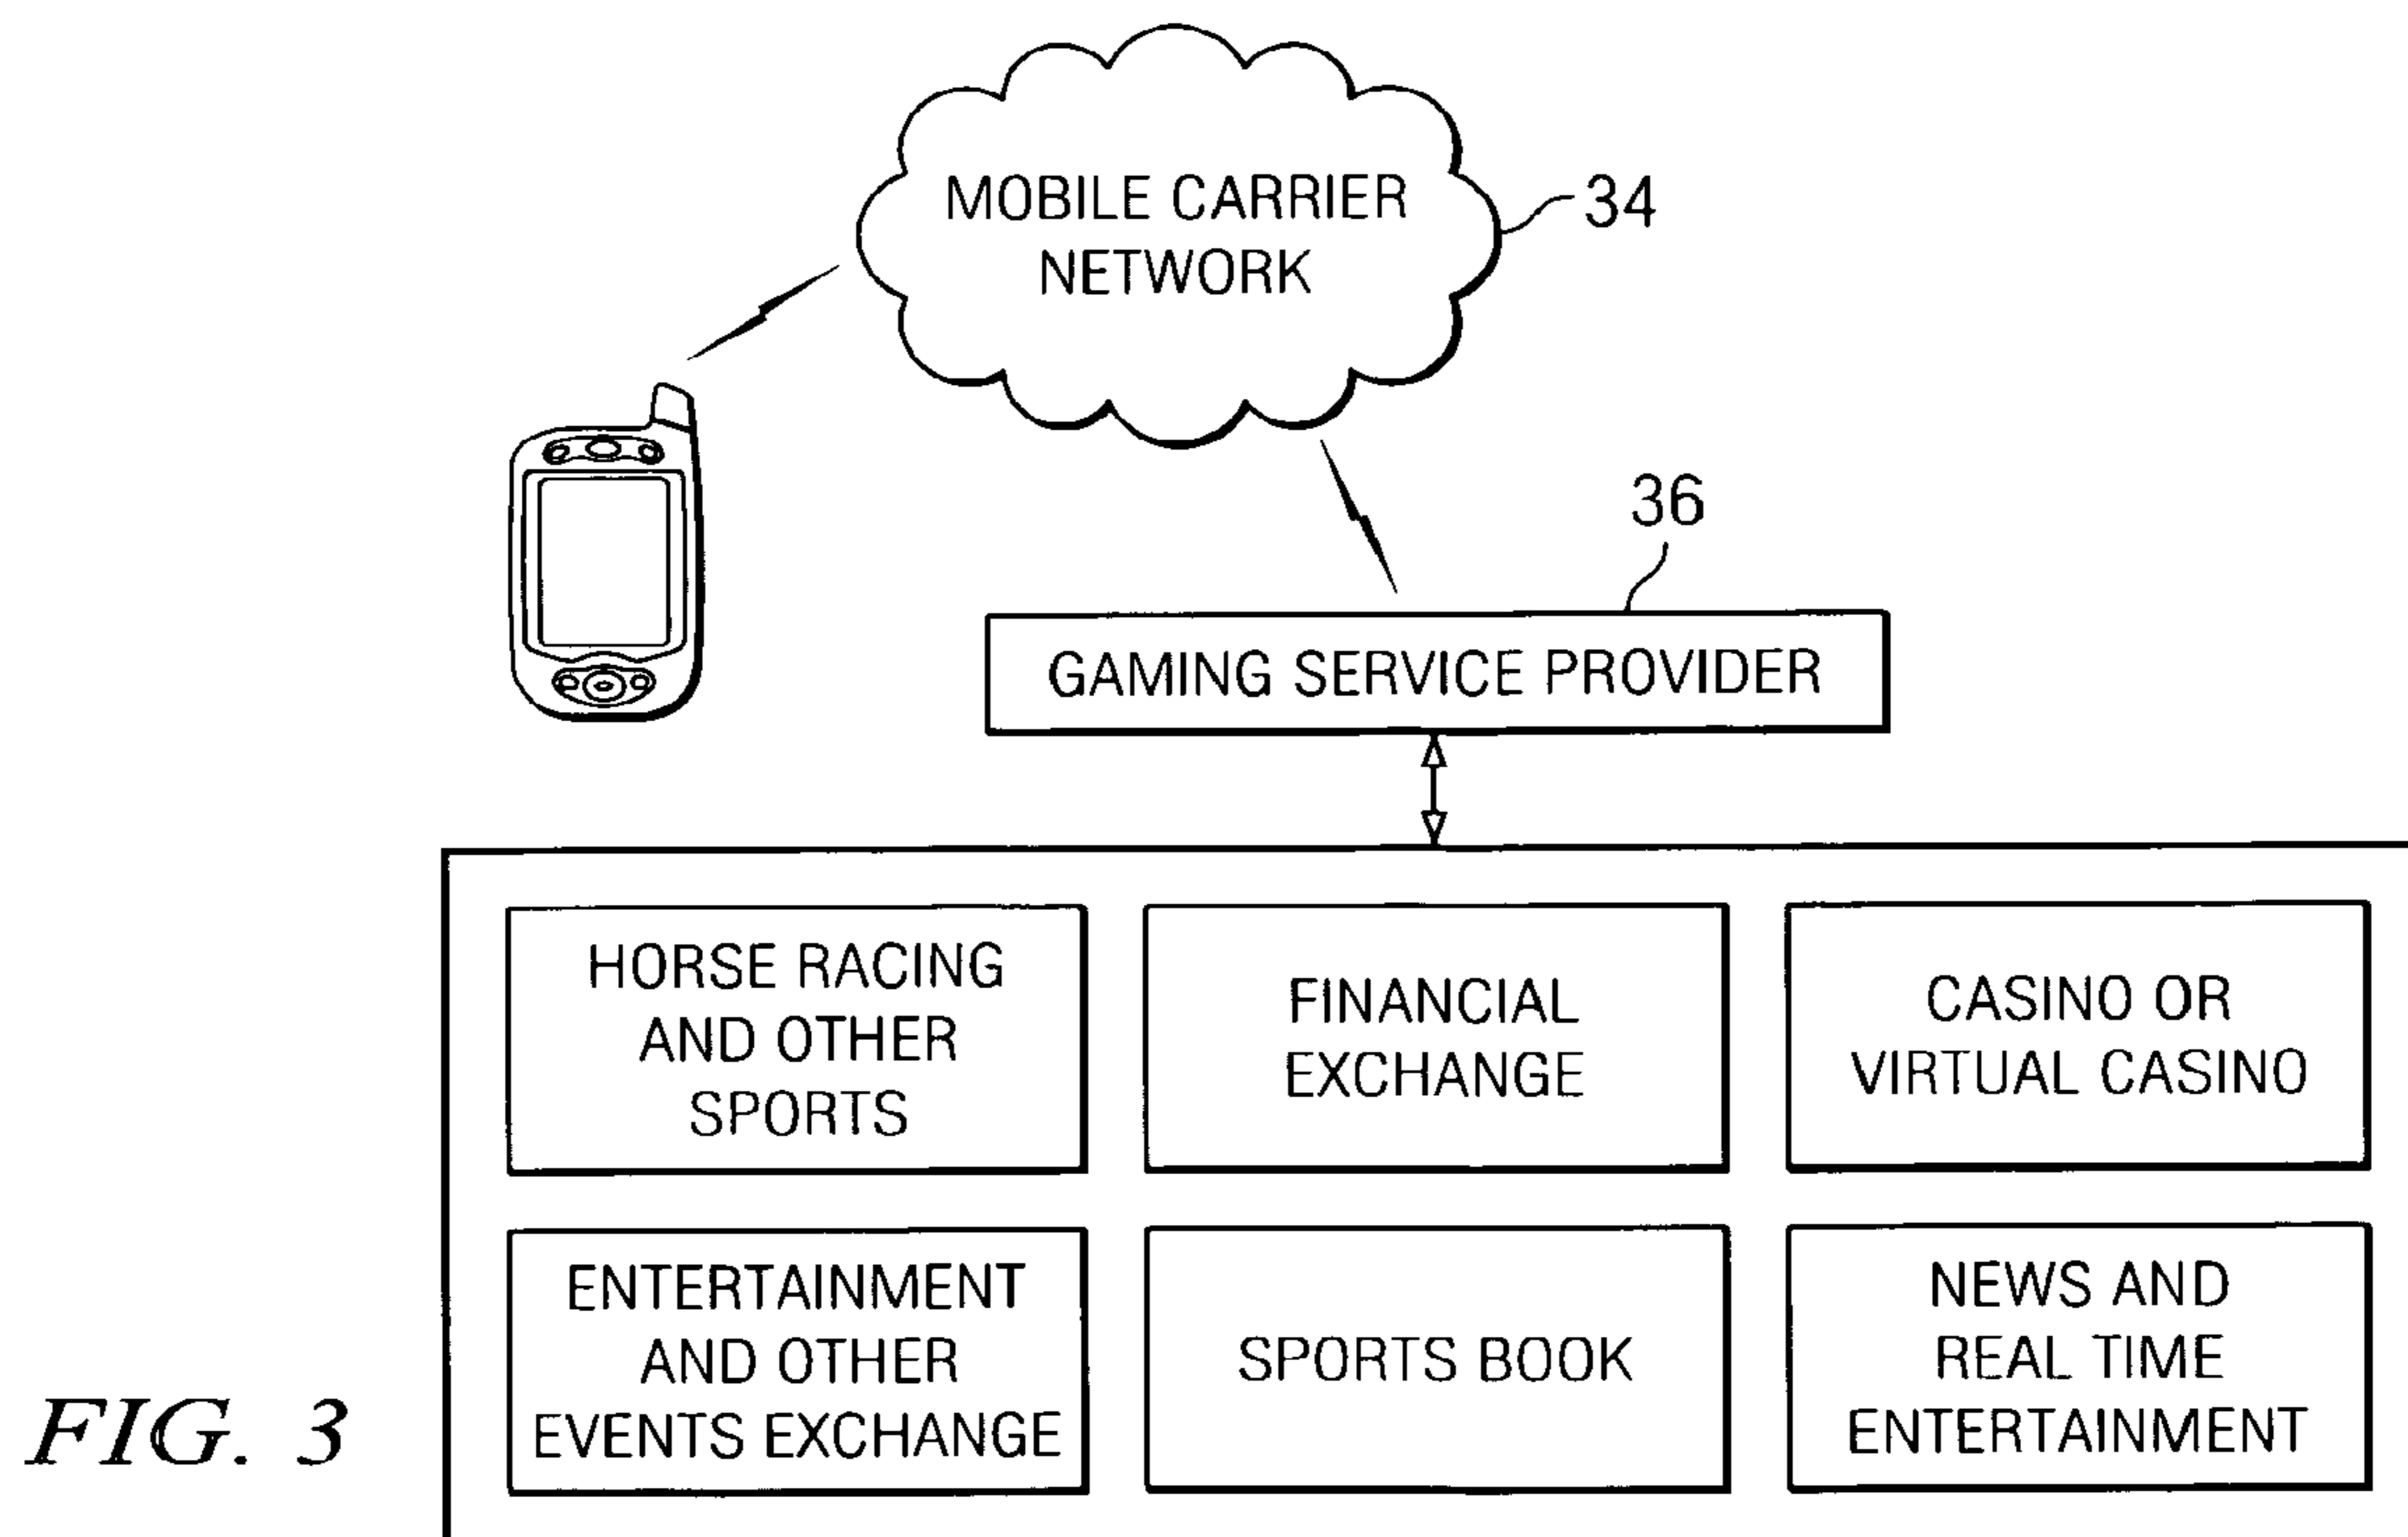 MOBILE CARRIER
NETWORK
34
36
GAMING SERVICE PROVIDER
HORSE RACING
AND OTHER
SPORTS
FINANCIAL
EXCHANGE
CASINO OR
VIRTUAL CASINO
ENTERTAINMENT
AND OTHER
EVENTS EXCHANGE
SPORTS BOOK
NEWS AND
REAL TIME
ENTERTAINMENT
FIG. 3